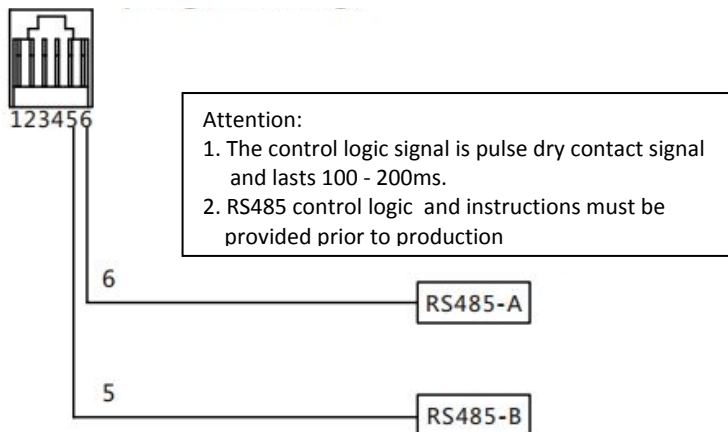 123456
Attention:
1. The control logic signal is pulse dry contact signal
and lasts 100 - 200ms.
2. RS485 control logic and instructions must be
provided prior to production
6
RS485-A
5
RS485-B